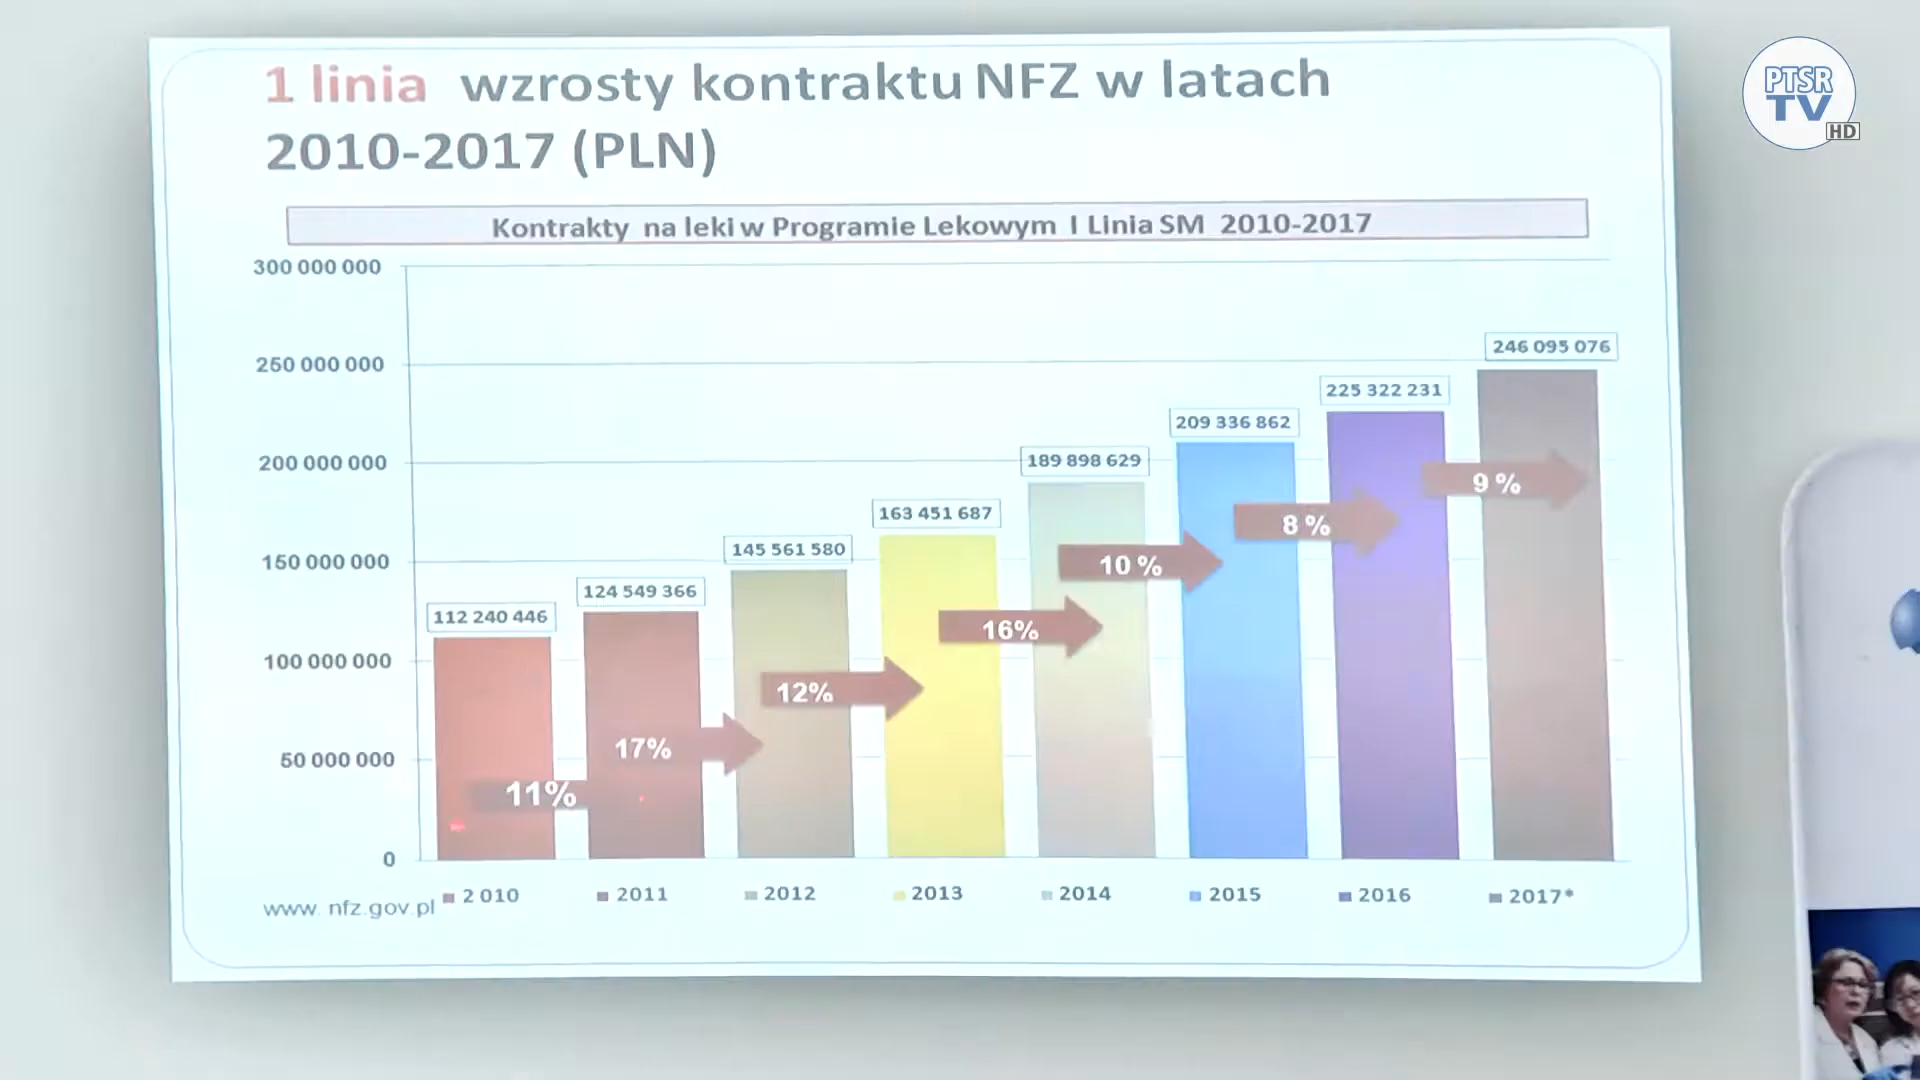 1 linia wzrosty kontraktu NFZ w latach
2010-2017 (PLN)
PTSR
TV
HD
Kontrakty na leki w Programie Lekowym I Linia SM 2010-2017
300 000 000
250 000 000
200 000 000
150 000 000
100 000 000
50 000 000
0
112 240 446
124 549 366
145 561 580
163 451 687
189 898 629
209 336 862
225 322 231
246 095 076
11%
17%
12%
16%
10 %
8 %
9 %
2 010
2011
2012
2013
2014
2015
2016
2017*
www. nfz.gov.pl